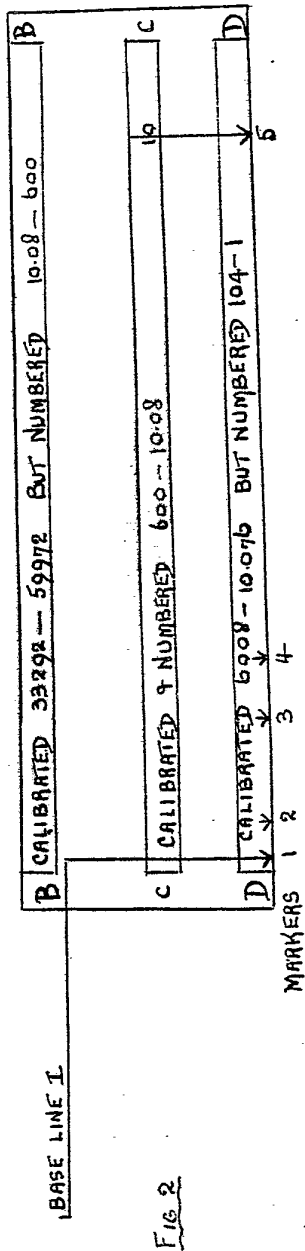 BASE LINE I
B CALIBRATED 33292 — 59972 BUT NUMBERED 10.08 — 600 B
C CALIBRATED & NUMBERED 600 — 10.08 10 C
D CALIBRATED 6008 — 10.076 BUT NUMBERED 104 — 1 D
MARKERS 1 2 3 4 5
FIG 2